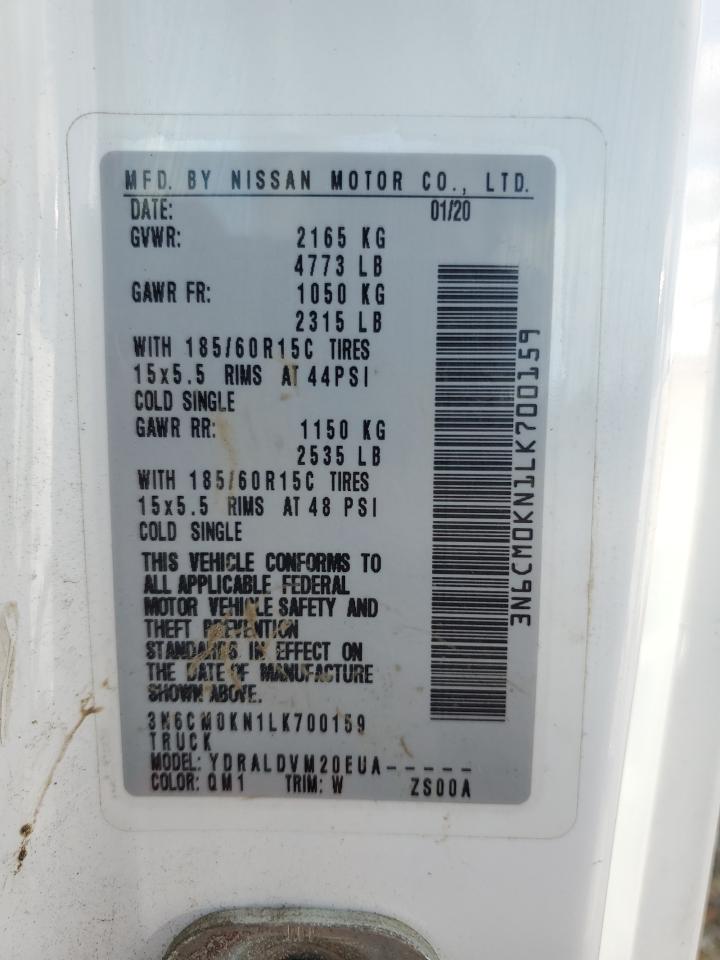 MFD. BY NISSAN MOTOR CO., LTD.
DATE: 01/20
GVWR: 2165 KG
4773 LB
GAWR FR: 1050 KG
2315 LB
WITH 185/60R15C TIRES
15x5.5 RIMS AT 44PSI
COLD SINGLE
GAWR RR: 1150 KG
2535 LB
WITH 185/60R15C TIRES
15x5.5 RIMS AT 48 PSI
COLD SINGLE
THIS VEHICLE CONFORMS TO
ALL APPLICABLE FEDERAL
MOTOR VEHICLE SAFETY AND
THEFT PREVENTION
STANDARDS IN EFFECT ON
THE DATE OF MANUFACTURE
SHOWN ABOVE.
3N6CM0KN1LK700159
TRUCK
MODEL: YDRALDVM20EUA-----
COLOR: QM1 TRIM: W ZS00A
3N6CM0KN1LK700159